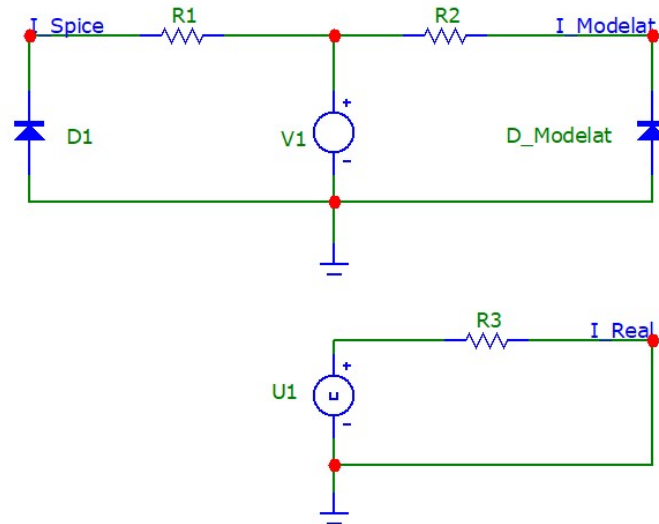 I_Spice
R1
R2
I_Modelat
D1
V1
+
-
D_Modelat
R3
I_Real
U1
+
u
-